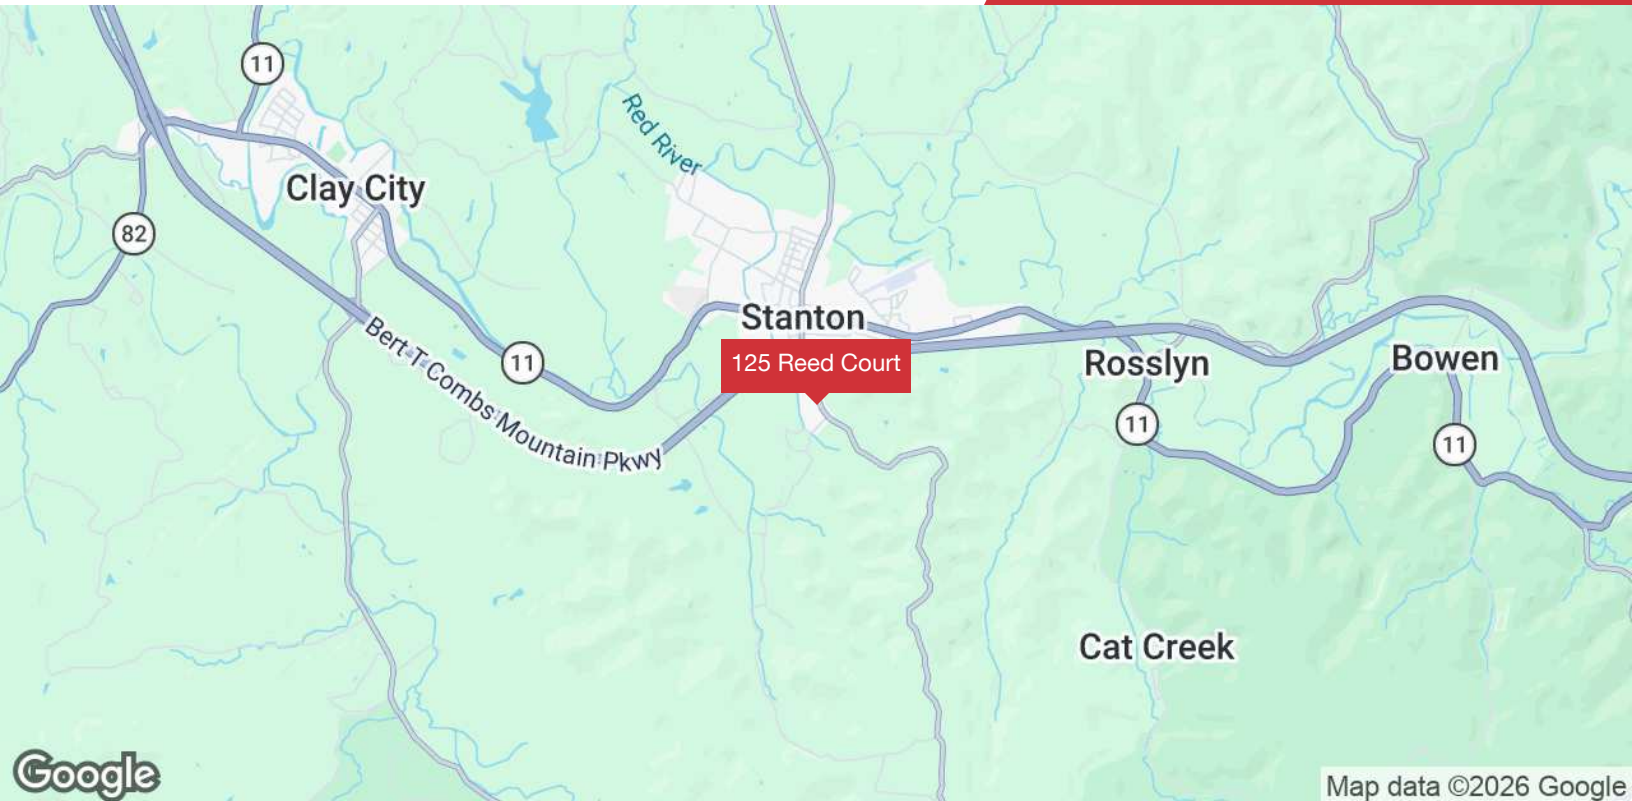 11
Red River
Clay City
82
Stanton
125 Reed Court
Bert T Combs Mountain Pkwy
11
Rosslyn
Bowen
11
11
Cat Creek
Google
Map data ©2026 Google